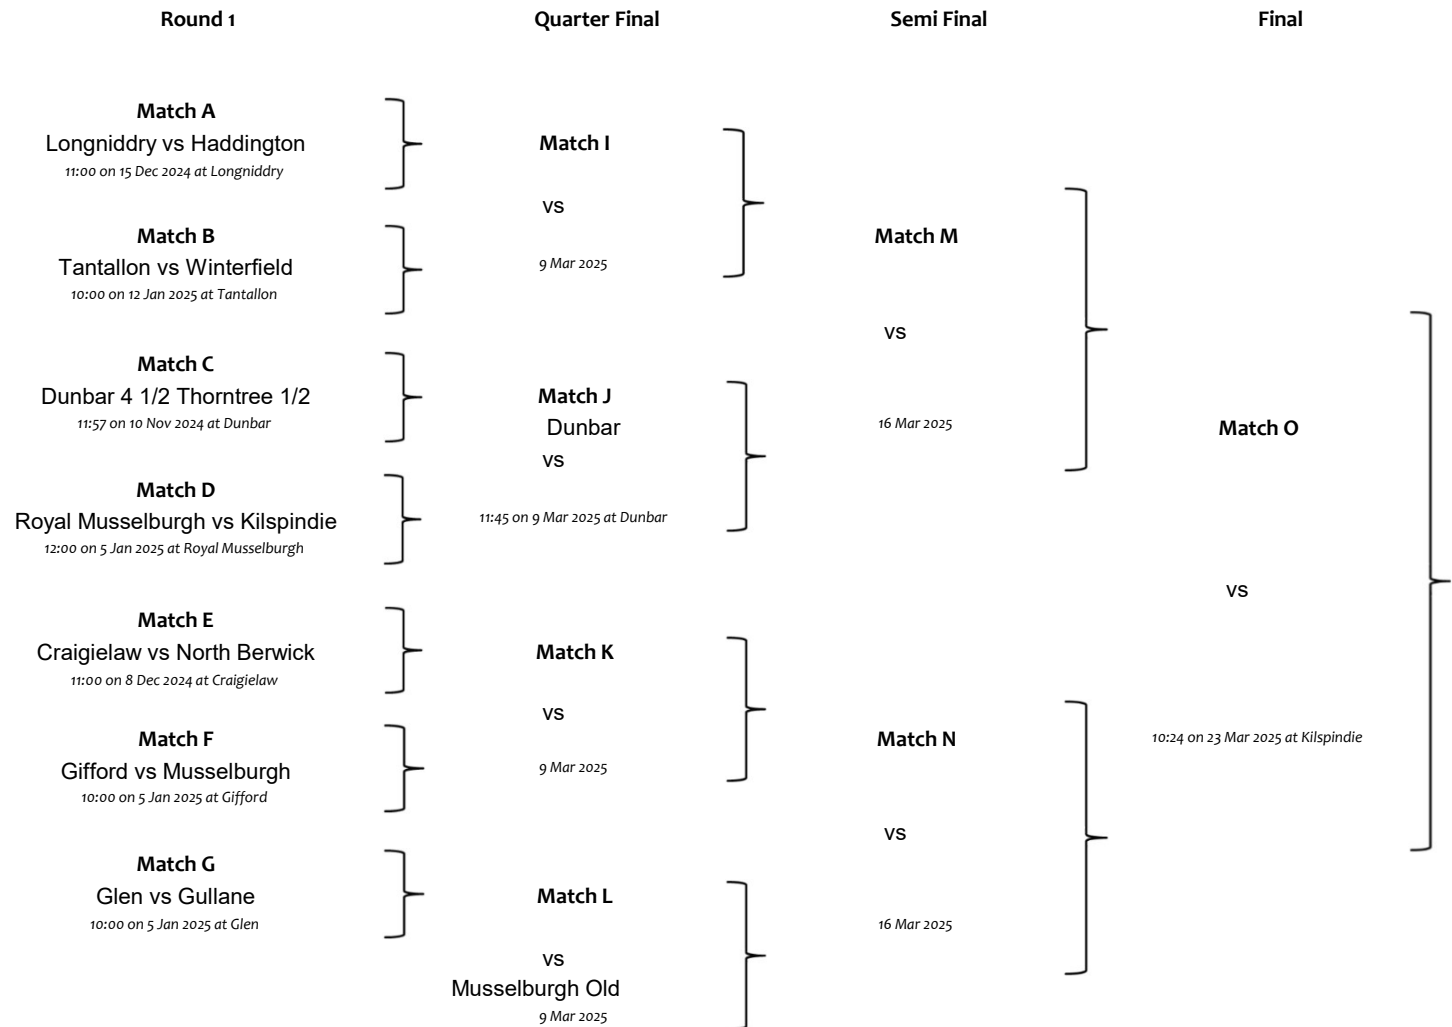 Round 1
Quarter Final
Semi Final
Final
Match A
Longniddry vs Haddington
11:00 on 15 Dec 2024 at Longniddry
Match B
Tantallon vs Winterfield
10:00 on 12 Jan 2025 at Tantallon
Match C
Dunbar 4 1/2 Thorntree 1/2
11:57 on 10 Nov 2024 at Dunbar
Match D
Royal Musselburgh vs Kilspindie
12:00 on 5 Jan 2025 at Royal Musselburgh
Match E
Craigielaw vs North Berwick
11:00 on 8 Dec 2024 at Craigielaw
Match F
Gifford vs Musselburgh
10:00 on 5 Jan 2025 at Gifford
Match G
Glen vs Gullane
10:00 on 5 Jan 2025 at Glen
Match I
vs
9 Mar 2025
Match J
Dunbar
vs
11:45 on 9 Mar 2025 at Dunbar
Match K
vs
9 Mar 2025
Match L
vs
Musselburgh Old
9 Mar 2025
Match M
vs
16 Mar 2025
Match N
vs
16 Mar 2025
Match O
vs
10:24 on 23 Mar 2025 at Kilspindie